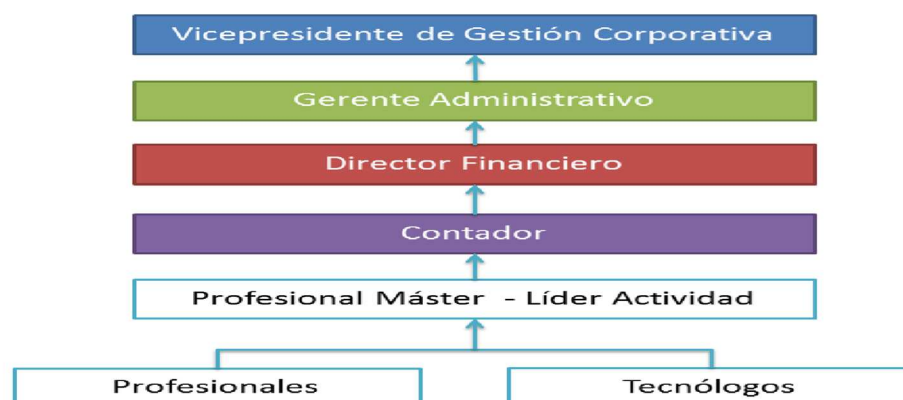 Vicepresidente de Gestión Corporativa
Gerente Administrativo
Director Financiero
Contador
Profesional Máster - Líder Actividad
Profesionales
Tecnólogos